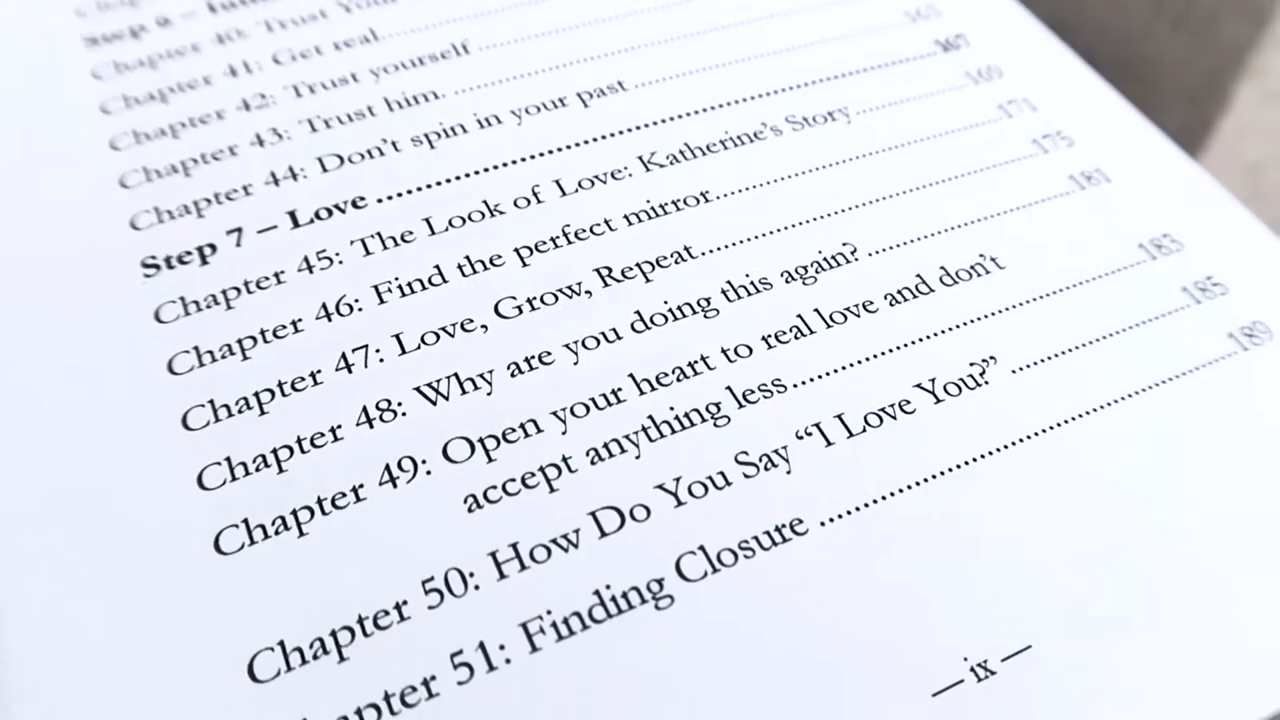 Chapter 40: Trust
Chapter 41: Get real
Chapter 42: Trust yourself
Chapter 43: Trust him.
Chapter 44: Don't spin in your past ........ 163
Step 7 – Love ........ 167
Chapter 45: The Look of Love: Katherine's Story ........ 169
Chapter 46: Find the perfect mirror ........ 171
Chapter 47: Love, Grow, Repeat ........ 175
Chapter 48: Why are you doing this again? ........ 181
Chapter 49: Open your heart to real love and don't
accept anything less ........ 183
Chapter 50: How Do You Say “I Love You?” ........ 185
apter 51: Finding Closure ........ 189
— ix —